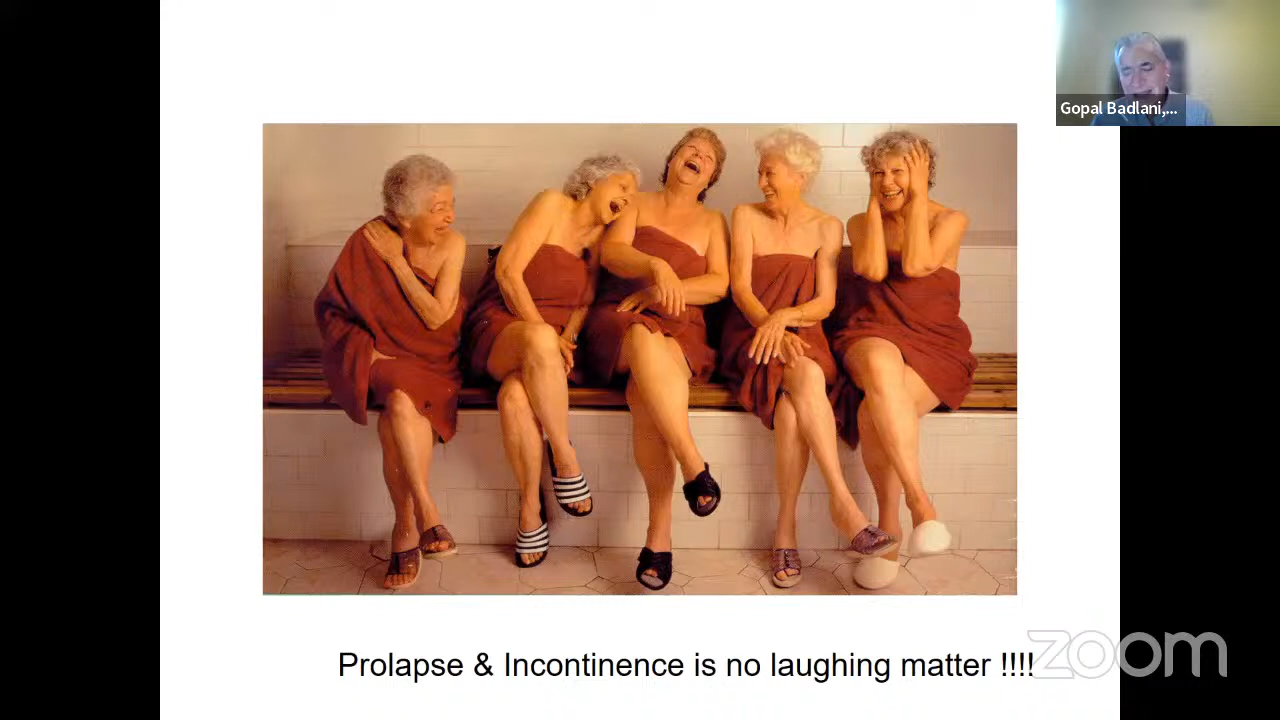 Gopal Badlani,...
Prolapse & Incontinence is no laughing matter !!!!
zoom